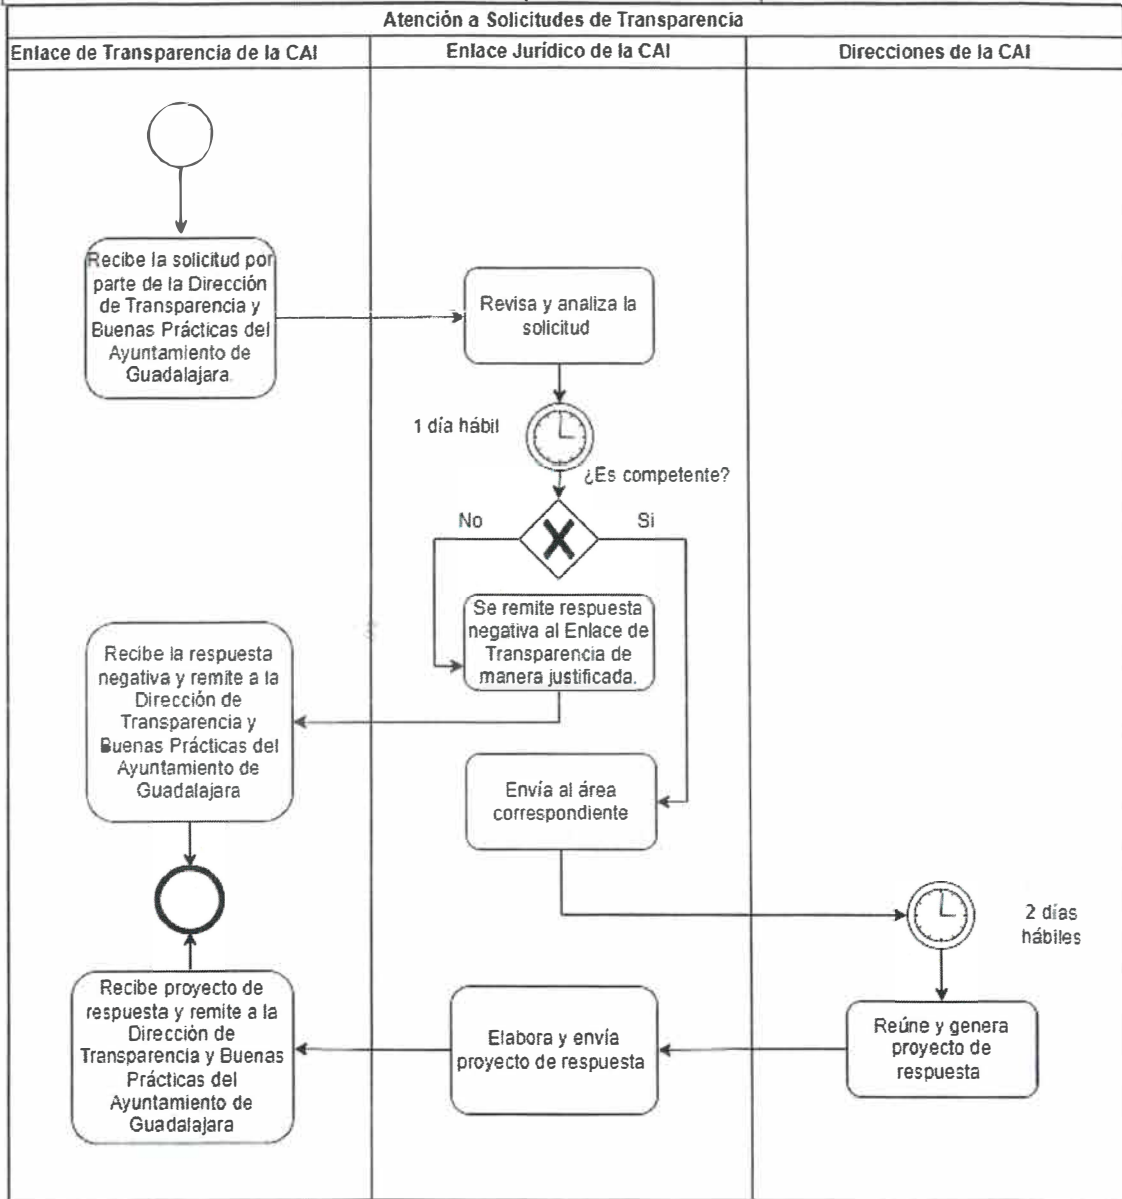 Atención a Solicitudes de Transparencia
Enlace de Transparencia de la CAI
Enlace Jurídico de la CAI
Direcciones de la CAI
Recibe la solicitud por
parte de la Dirección
de Transparencia y
Buenas Prácticas del
Ayuntamiento de
Guadalajara.
Revisa y analiza la
solicitud
1 día hábil
¿Es competente?
No
Si
Se remite respuesta
negativa al Enlace de
Transparencia de
manera justificada.
Recibe la respuesta
negativa y remite a la
Dirección de
Transparencia y
Buenas Prácticas del
Ayuntamiento de
Guadalajara
Envía al área
correspondiente
2 días
hábiles
Reúne y genera
proyecto de
respuesta
Elabora y envía
proyecto de respuesta
Recibe proyecto de
respuesta y remite a la
Dirección de
Transparencia y Buenas
Prácticas del
Ayuntamiento de
Guadalajara